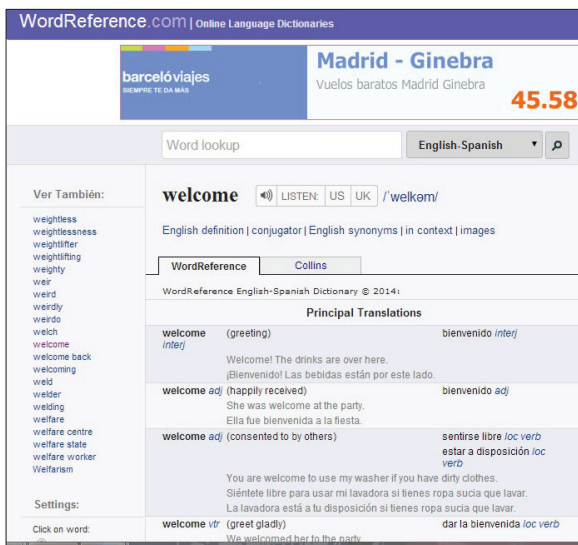 WordReference.com | Online Language Dictionaries
barcelóviajes
SIEMPRE TE DA MÁS
Madrid - Ginebra
Vuelos baratos Madrid Ginebra
45.58
Word lookup
English-Spanish
Ver También:
weightless
weightlessness
weightlifter
weightlifting
weighty
weir
weird
weirdly
weirdo
welch
welcome
welcome back
welcoming
weld
welder
welding
welfare
welfare centre
welfare state
welfare worker
Welfarism
Settings:
Click on word:
welcome LISTEN: US UK /ˈwelkəm/
English definition | conjugator | English synonyms | in context | images
WordReference Collins
WordReference English-Spanish Dictionary © 2014:
Principal Translations
welcome interj (greeting) bienvenido interj
Welcome! The drinks are over here.
¡Bienvenido! Las bebidas están por este lado.
welcome adj (happily received) bienvenido adj
She was welcome at the party.
Ella fue bienvenida a la fiesta.
welcome adj (consented to by others) sentirse libre loc verb
estar a disposición loc verb
You are welcome to use my washer if you have dirty clothes.
Siéntete libre para usar mi lavadora si tienes ropa sucia que lavar.
La lavadora está a tu disposición si tienes ropa sucia que lavar.
welcome vtr (greet gladly) dar la bienvenida loc verb
We welcomed her to the party.